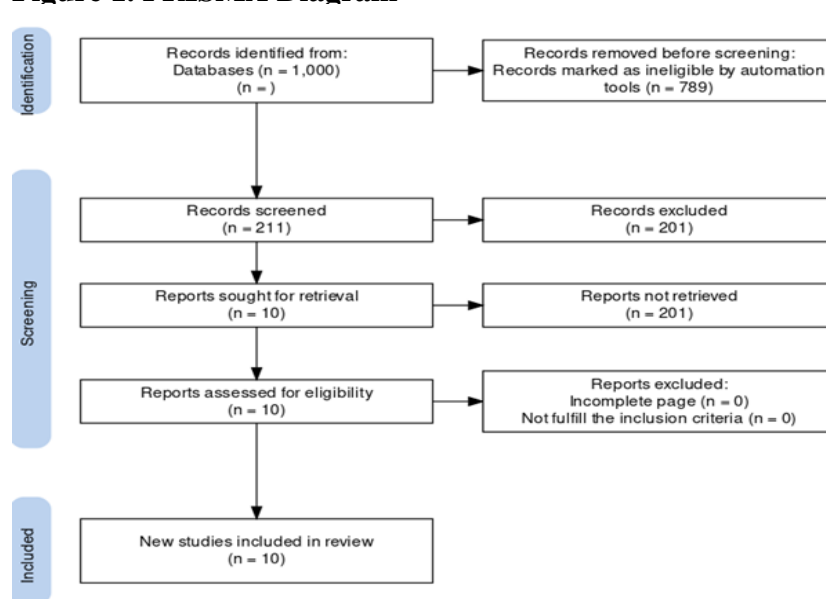 Identification
Records identified from:
Databases (n = 1,000)
(n = )
Records removed before screening:
Records marked as ineligible by automation
tools (n = 789)
Screening
Records screened
(n = 211)
Records excluded
(n = 201)
Reports sought for retrieval
(n = 10)
Reports not retrieved
(n = 201)
Reports assessed for eligibility
(n = 10)
Reports excluded:
Incomplete page (n = 0)
Not fulfill the inclusion criteria (n = 0)
Included
New studies included in review
(n = 10)